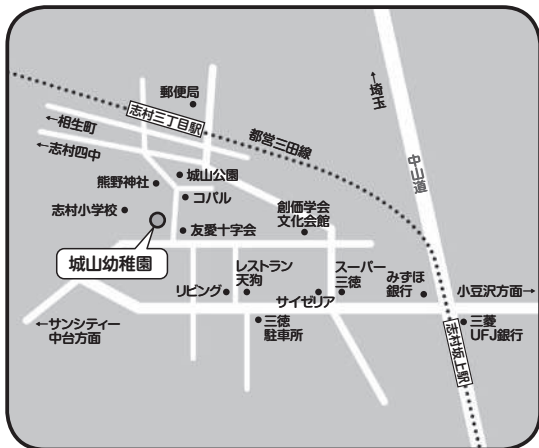 郵便局
志村三丁目駅
←埼玉
←相生町
都営三田線
←志村四中
中山道
城山公園
熊野神社
コパル
志村小学校
創価学会
文化会館
友愛十字会
城山幼稚園
レストラン
天狗
スーパー
三徳
みずほ
銀行
小豆沢方面→
リビング
サイゼリア
←サンシティー
中台方面
三徳
駐車所
三菱
UFJ銀行
志村坂上駅